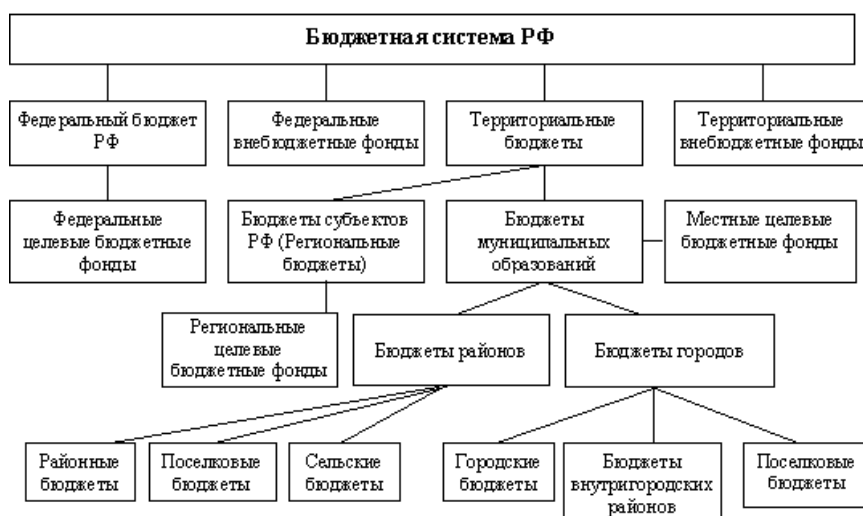 Бюджетная система РФ
Федеральный бюджет
РФ
Федеральные
внебюджетные фонды
Территориальные
бюджеты
Территориальные
внебюджетные фонды
Федеральные
целевые бюджетные
фонды
Бюджеты субъектов
РФ (Региональные
бюджеты)
Бюджеты
муниципальных
образований
Местные целевые
бюджетные фонды
Региональные
целевые
бюджетные фонды
Бюджеты районов
Бюджеты городов
Районные
бюджеты
Поселковые
бюджеты
Сельские
бюджеты
Городские
бюджеты
Бюджеты
внутригородских
районов
Поселковые
бюджеты